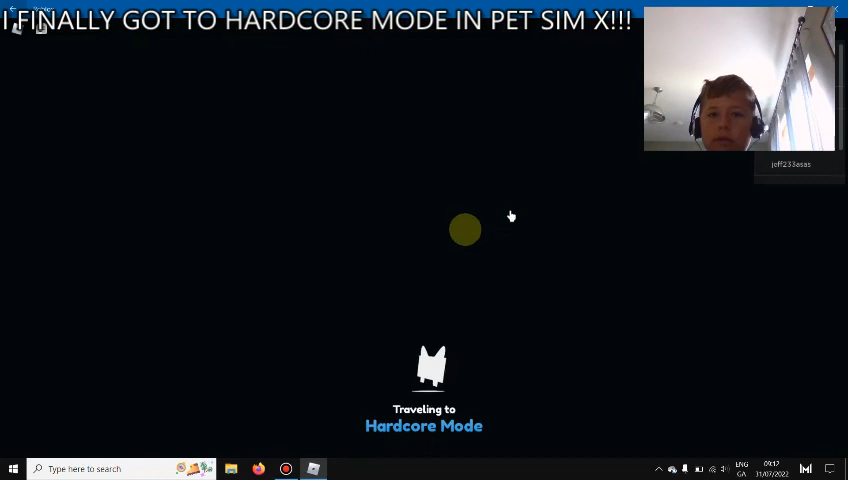 I FINALLY GOT TO HARDCORE MODE IN PET SIM X!!!
jeff233asas
Traveling to
Hardcore Mode
Type here to search
ENG
GA
09:12
31/07/2022